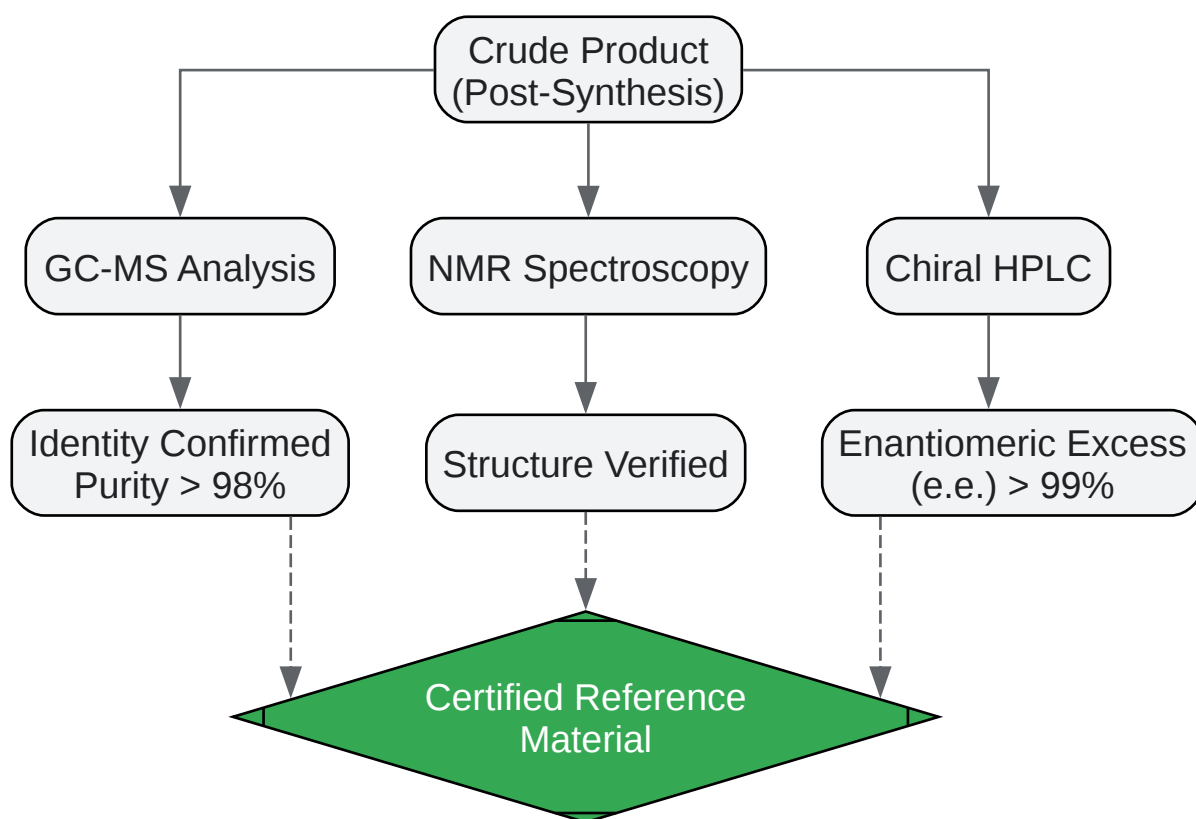 Crude Product
(Post-Synthesis)
GC-MS Analysis
NMR Spectroscopy
Chiral HPLC
Identity Confirmed
Purity > 98%
Structure Verified
Enantiomeric Excess
(e.e.) > 99%
Certified Reference
Material